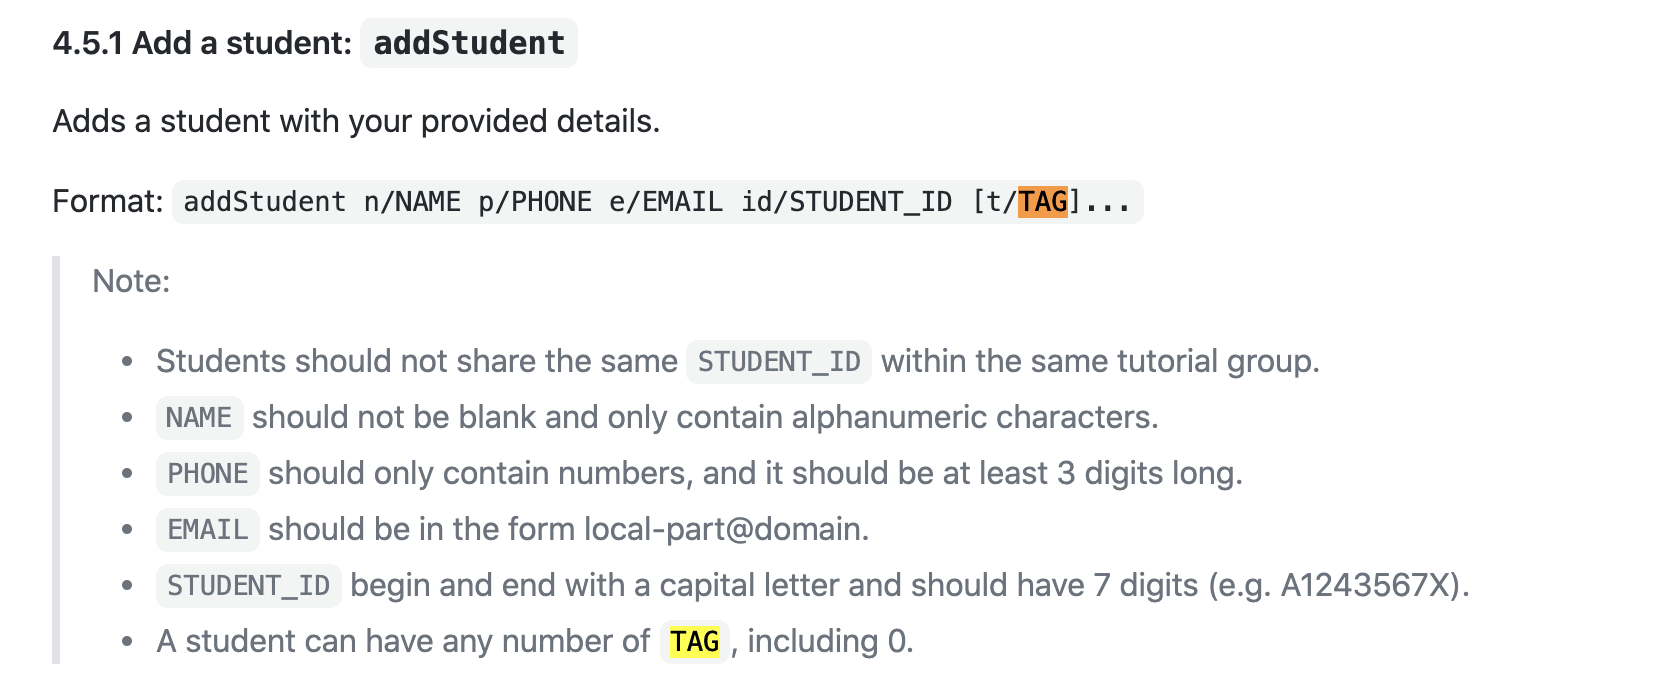 4.5.1 Add a student: addStudent
Adds a student with your provided details.
Format: addStudent n/NAME p/PHONE e/EMAIL id/STUDENT_ID [t/TAG]...
Note:
• Students should not share the same STUDENT_ID within the same tutorial group.
• NAME should not be blank and only contain alphanumeric characters.
• PHONE should only contain numbers, and it should be at least 3 digits long.
• EMAIL should be in the form local-part@domain.
• STUDENT_ID begin and end with a capital letter and should have 7 digits (e.g. A1243567X).
• A student can have any number of TAG, including 0.